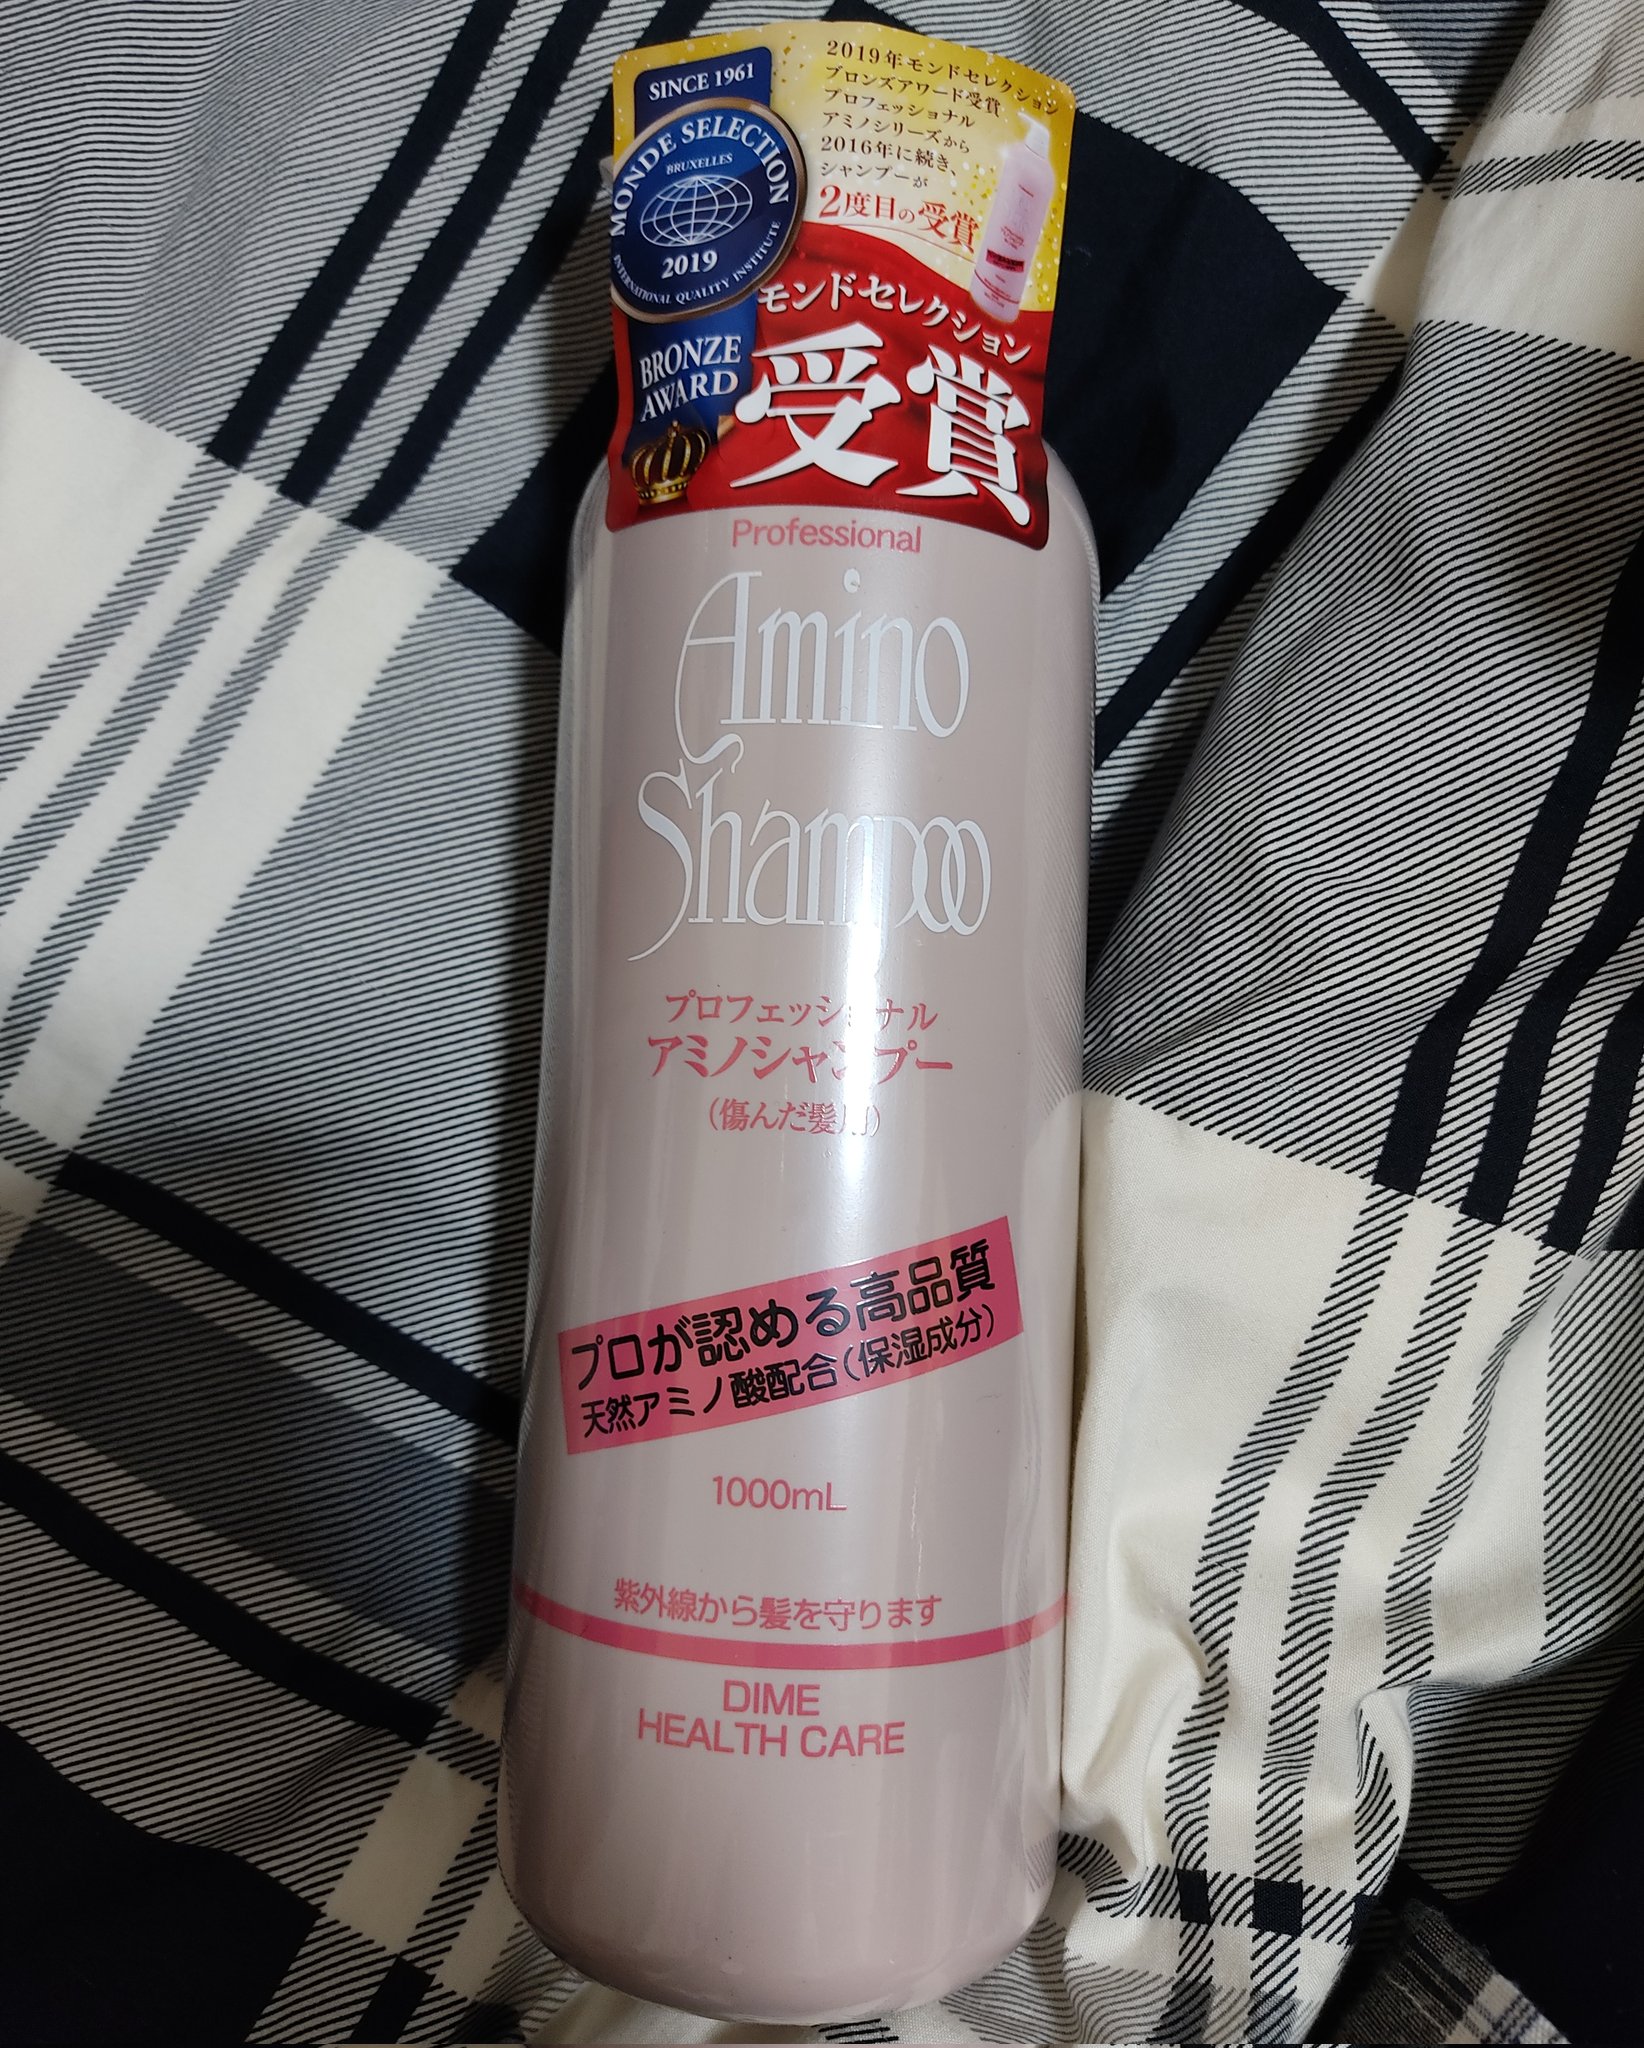 SINCE 1961
MONDE SELECTION
BRUXELLES
2019
INTERNATIONAL QUALITY INSTITUTE
BRONZE
AWARD
2019年モンドセレクション
ブロンズアワード受賞
プロフェッショナル
アミノシリーズから
2016年に続き、
シャンプーが
2度目の受賞
モンドセレクション
受賞
Professional
Amino
Shampoo
プロフェッショナル
アミノシャンプー
(傷んだ髪用)
プロが認める高品質
天然アミノ酸配合(保湿成分)
1000mL
紫外線から髪を守ります
DIME
HEALTH CARE